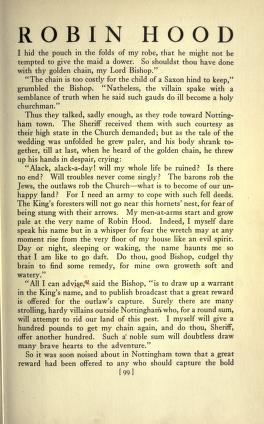 ROBIN HOOD
I hid the pouch in the folds of my robe, that he might not be
tempted to give the maid a dower. So shouldst thou have done
with thy golden chain, my Lord Bishop."
"The chain is too costly for the child of a Saxon hind to keep,"
grumbled the Bishop. "Natheless, the villain spake with a
semblance of truth when he said such gauds do ill become a holy
churchman."
Thus they talked, sadly enough, as they rode toward Notting-
ham town. The Sheriff received them with such courtesy as
their high state in the Church demanded; but as the tale of the
wedding was unfolded he grew paler, and his body shrank to-
gether, till at last, when he heard of the golden chain, he threw
up his hands in despair, crying:
"Alack, alack-a-day! will my whole life be ruined? Is there
no end? Will troubles never come singly? The barons rob the
Jews, the outlaws rob the Church—what is to become of our un-
happy land? For I need an army to cope with such fell deeds.
The King's foresters will not go near this hornets' nest, for fear of
being stung with their arrows. My men-at-arms start and grow
pale at the very name of Robin Hood. Indeed, I myself dare
speak his name but in a whisper for fear the wretch may at any
moment rise from the very floor of my house like an evil spirit.
Day or night, sleeping or waking, the name haunts me so
that I am like to go daft. Do thou, good Bishop, cudgel thy
brain to find some remedy, for mine own groweth soft and
watery."
"All I can advise," said the Bishop, "is to draw up a warrant
in the King's name, and to publish broadcast that a great reward
is offered for the outlaw's capture. Surely there are many
strolling, hardy villains outside Nottingham who, for a round sum,
will attempt to rid our land of this pest. I myself will give a
hundred pounds to get my chain again, and do thou, Sheriff,
offer another hundred. Such a noble sum will doubtless draw
many brave hearts to the adventure."
So it was soon noised about in Nottingham town that a great
reward had been offered to any who should capture the bold
[99]